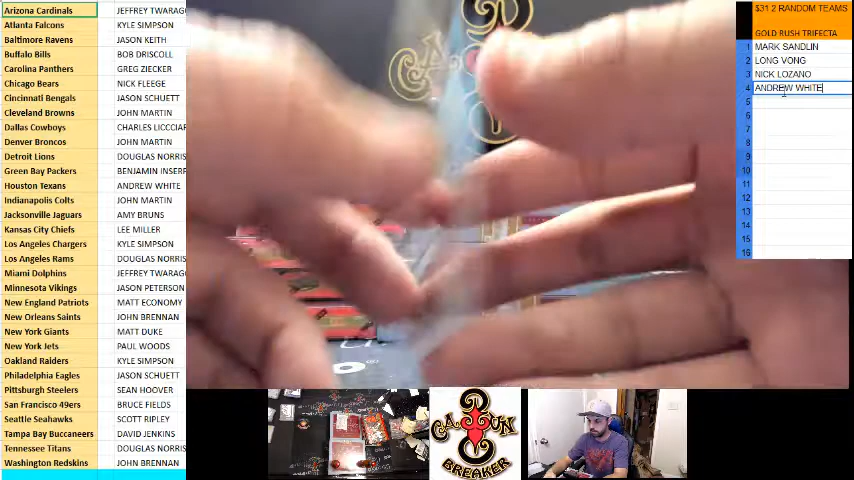 Arizona Cardinals JEFFREY TWARAG
Atlanta Falcons KYLE SIMPSON
Baltimore Ravens JASON KEITH
Buffalo Bills BOB DRISCOLL
Carolina Panthers GREG ZIECKER
Chicago Bears NICK FLEEGE
Cincinnati Bengals JASON SCHUETT
Cleveland Browns JOHN MARTIN
Dallas Cowboys CHARLES LICCCIAR
Denver Broncos JOHN MARTIN
Detroit Lions DOUGLAS NORRIS
Green Bay Packers BENJAMIN INSERR
Houston Texans ANDREW WHITE
Indianapolis Colts JOHN MARTIN
Jacksonville Jaguars AMY BRUNS
Kansas City Chiefs LEE MILLER
Los Angeles Chargers KYLE SIMPSON
Los Angeles Rams DOUGLAS NORRIS
Miami Dolphins JEFFREY TWARAG
Minnesota Vikings JASON PETERSON
New England Patriots MATT ECONOMY
New Orleans Saints JOHN BRENNAN
New York Giants MATT DUKE
New York Jets PAUL WOODS
Oakland Raiders KYLE SIMPSON
Philadelphia Eagles JASON SCHUETT
Pittsburgh Steelers SEAN HOOVER
San Francisco 49ers BRUCE FIELDS
Seattle Seahawks SCOTT RIPLEY
Tampa Bay Buccaneers DAVID JENKINS
Tennessee Titans DOUGLAS NORRIS
Washington Redskins JOHN BRENNAN
$31 2 RANDOM TEAMS
GOLD RUSH TRIFECTA
1 MARK SANDLIN
2 LONG VONG
3 NICK LOZANO
4 ANDREW WHITE
5
6
7
8
9
10
11
12
13
14
15
16
CAJUN
BREAKER